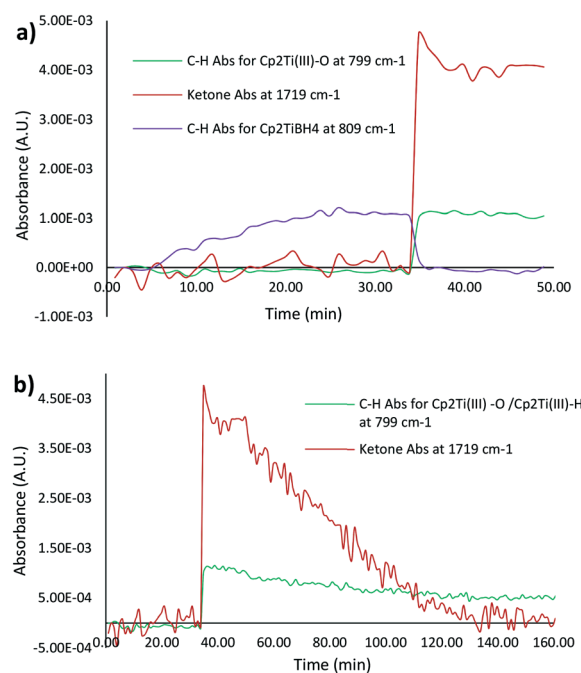 a)
5.00E-03
4.00E-03
3.00E-03
2.00E-03
1.00E-03
0.00E+00
-1.00E-03
Absorbance (A.U.)
C-H Abs for Cp2Ti(III)-O at 799 cm-1
Ketone Abs at 1719 cm-1
C-H Abs for Cp2TiBH4 at 809 cm-1
0.00 10.00 20.00 30.00 40.00 50.00
Time (min)
b)
4.50E-03
3.50E-03
2.50E-03
1.50E-03
5.00E-04
-5.00E-04
Absorbance (A.U.)
C-H Abs for Cp2Ti(III) -O /Cp2Ti(III)-H
at 799 cm-1
Ketone Abs at 1719 cm-1
0.00 20.00 40.00 60.00 80.00 100.00 120.00 140.00 160.00
Time (min)